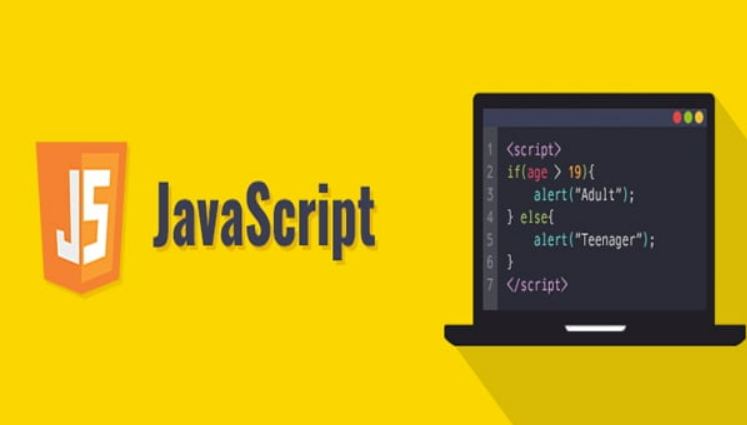 JS
JavaScript
1 <script>
2 if(age > 19){
3     alert("Adult");
4 } else{
5     alert("Teenager");
6 }
7 </script>